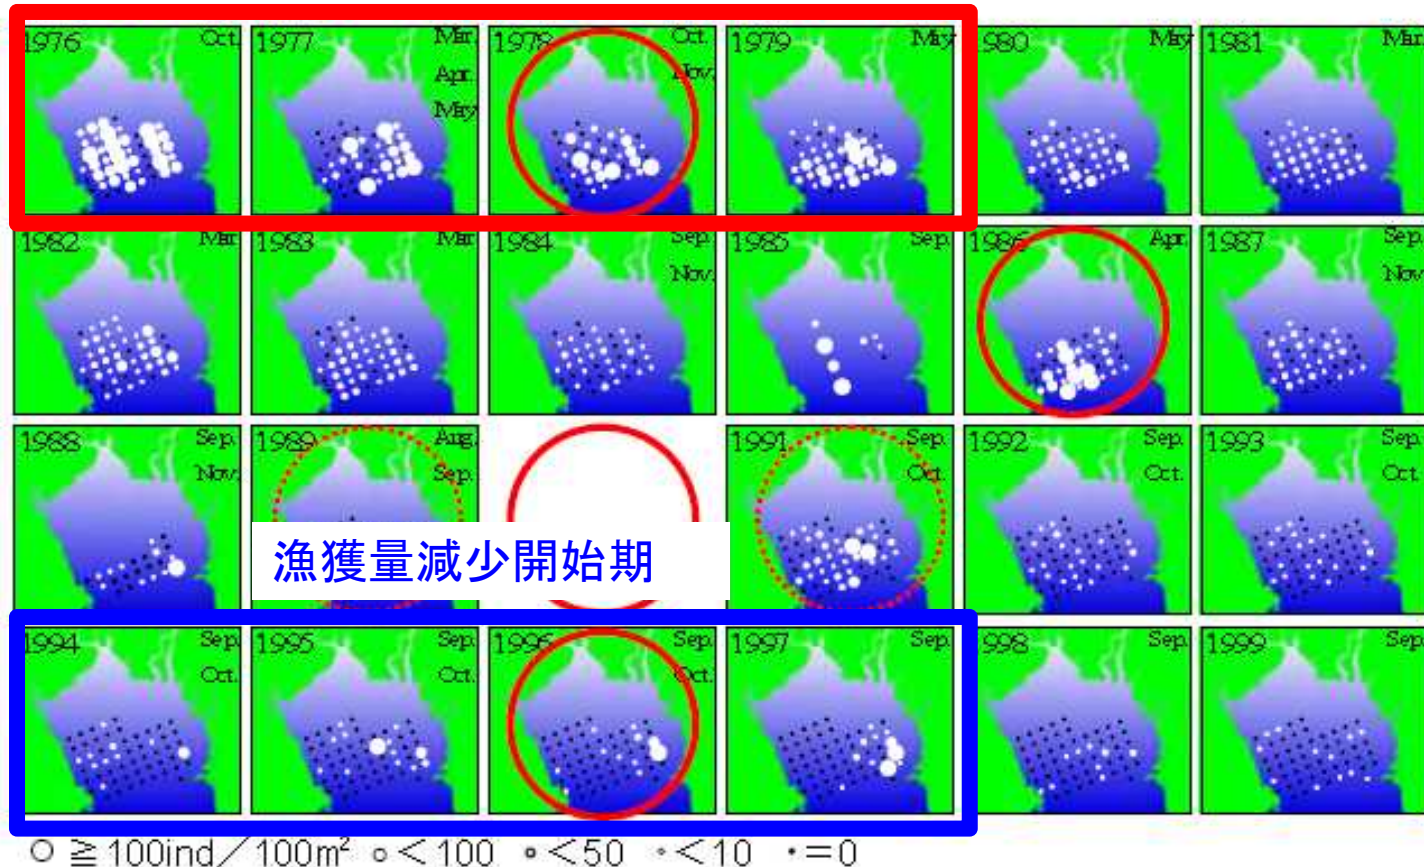 1976 Oct. 1977 Mar. 1978 Oct. 1979 May 980 May 1981 Mar.
Apr. Nov.
May
1982 Mar. 1983 Mar. 1984 Sep. 1985 Sep. 1986 Apr. 1987 Sep.
Nov. Nov.
1988 Sep. 1989 Aug. 1991 Sep. 1992 Sep. 1993 Sep.
Nov. Sep. Oct. Oct. Oct.
漁獲量減少開始期
1994 Sep. 1995 Sep. 1996 Sep. 1997 Sep. 998 Sep. 1999 Sep.
Oct. Oct. Oct.
○ ≧100ind/100m² ○<100 ○<50 ○<10 ・=0